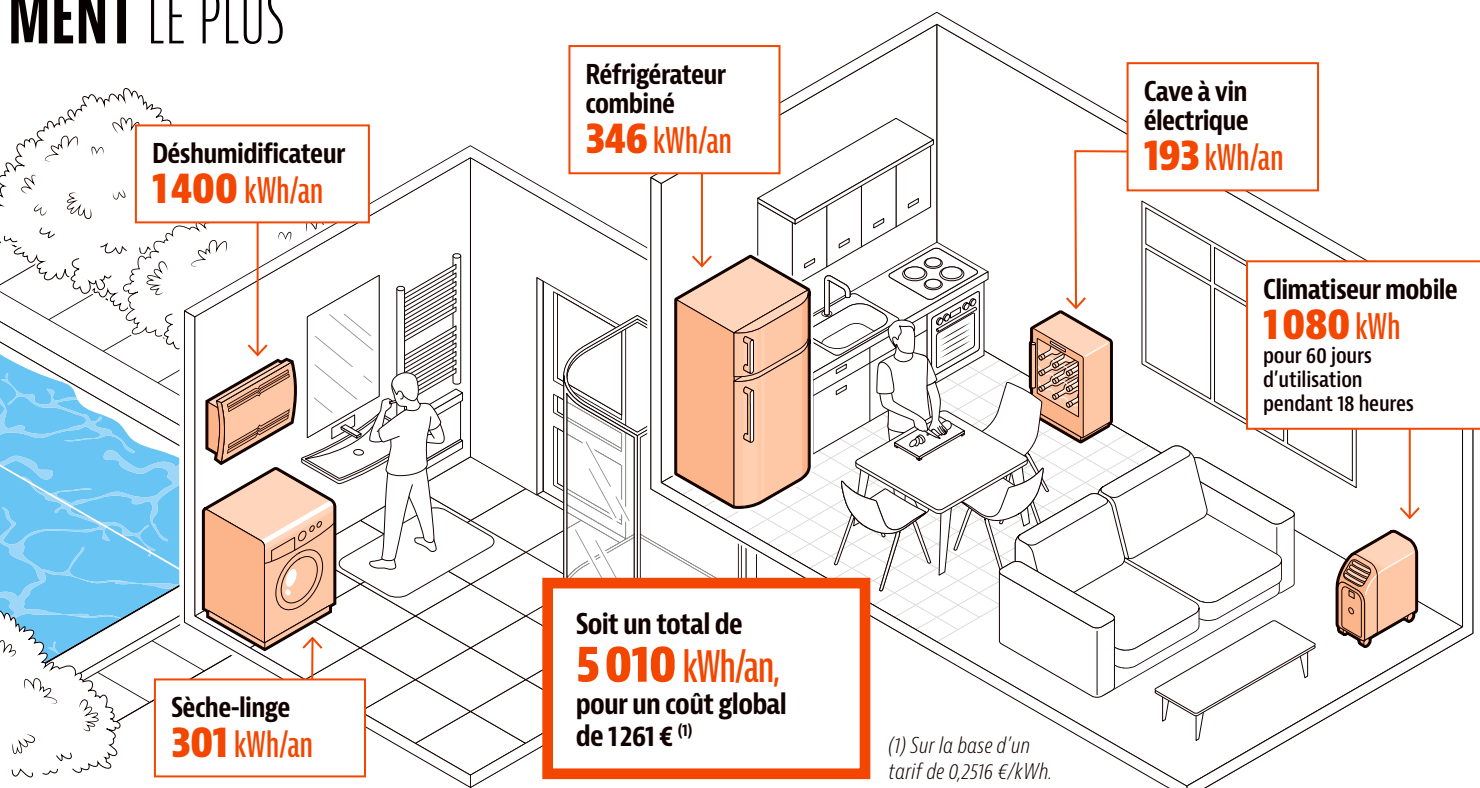 MENT LE PLUS
Déshumidificateur
1400 kWh/an
Réfrigérateur
combiné
346 kWh/an
Cave à vin
électrique
193 kWh/an
Climatiseur mobile
1080 kWh
pour 60 jours
d'utilisation
pendant 18 heures
Sèche-linge
301 kWh/an
Soit un total de
5 010 kWh/an,
pour un coût global
de 1261 € (1)
(1) Sur la base d'un
tarif de 0,2516 €/kWh.